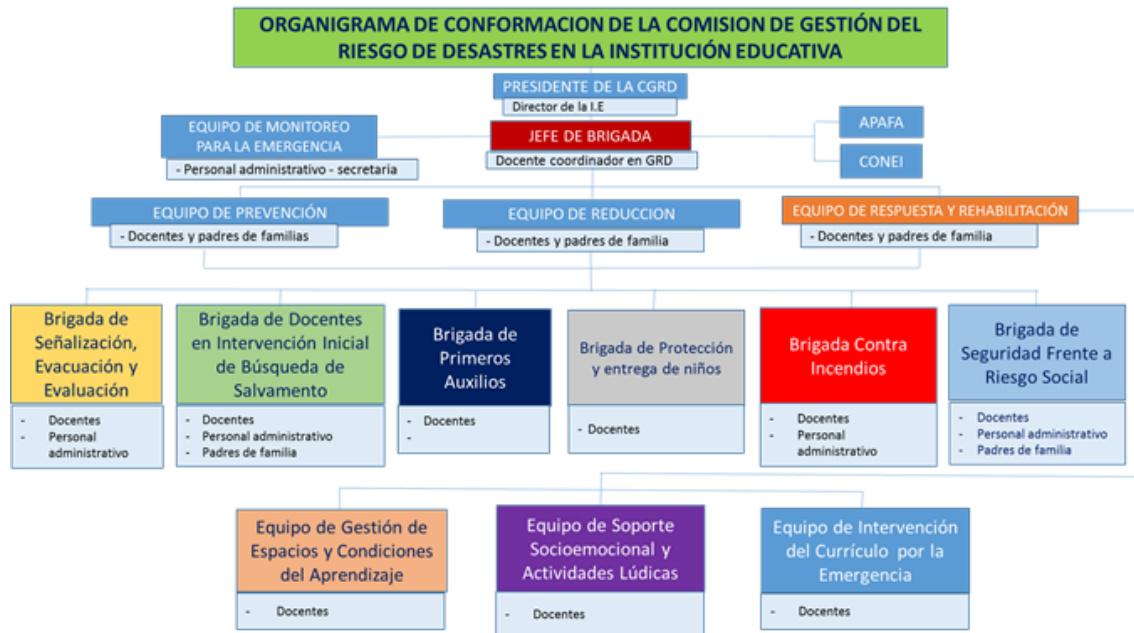 ORGANIGRAMA DE CONFORMACION DE LA COMISION DE GESTIÓN DEL
RIESGO DE DESASTRES EN LA INSTITUCIÓN EDUCATIVA
PRESIDENTE DE LA CGRD
Director de la I.E
EQUIPO DE MONITOREO
PARA LA EMERGENCIA
- Personal administrativo - secretaria
JEFE DE BRIGADA
Docente coordinador en GRD
APAFA
CONEI
EQUIPO DE PREVENCIÓN
- Docentes y padres de familias
EQUIPO DE REDUCCION
- Docentes y padres de familia
EQUIPO DE RESPUESTA Y REHABILITACIÓN
- Docentes y padres de familia
Brigada de
Señalización,
Evacuación y
Evaluación
- Docentes
- Personal
administrativo
Brigada de Docentes
en Intervención Inicial
de Búsqueda de
Salvamento
- Docentes
- Personal administrativo
- Padres de familia
Brigada de
Primeros
Auxilios
- Docentes
-
Brigada de Protección
y entrega de niños
- Docentes
Brigada Contra
Incendios
- Docentes
- Personal
administrativo
Brigada de
Seguridad Frente a
Riesgo Social
- Docentes
- Personal administrativo
- Padres de familia
Equipo de Gestión de
Espacios y Condiciones
del Aprendizaje
- Docentes
Equipo de Soporte
Socioemocional y
Actividades Lúdicas
- Docentes
Equipo de Intervención
del Currículo por la
Emergencia
- Docentes